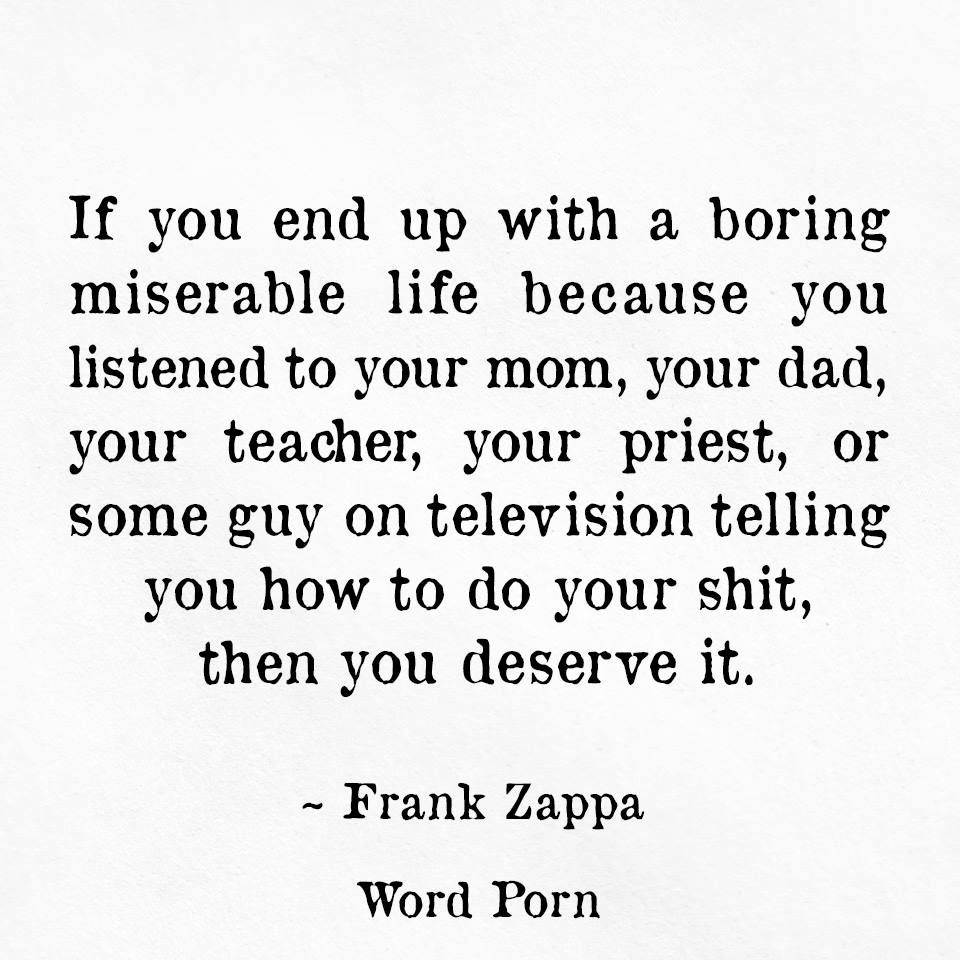 If you end up with a boring
miserable life because you
listened to your mom, your dad,
your teacher, your priest, or
some guy on television telling
you how to do your shit,
then you deserve it.
~ Frank Zappa
Word Porn